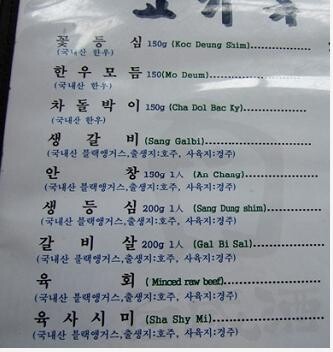 고기류
꽃 등 심 150g (Koc Deung Shim)
(국내산 한우)
한 우 모 듬 150(Mo Deum)
(국내산 한우)
차 돌 박 이 150g (Cha Dol Bac Ky)
(국내산 한우)
생 갈 비 (Sang Galbi)
(국내산 블랙앵거스,출생지:호주, 사육지:경주)
안 창 150g 1人 (An Chang)
(국내산 블랙앵거스,출생지:호주, 사육지:경주)
생 등 심 200g 1人 (Sang Dung shim)
(국내산 블랙앵거스,출생지:호주, 사육지:경주)
갈 비 살 200g 1人 (Gal Bi Sal)
(국내산 블랙앵거스,출생지:호주, 사육지:경주)
육 회 ( Minced raw beef)
(국내산 블랙앵거스,출생지:호주, 사육지:경주)
육 사 시 미 (Sha Shy Mi)
(국내산 블랙앵거스,출생지:호주, 사육지:경주)